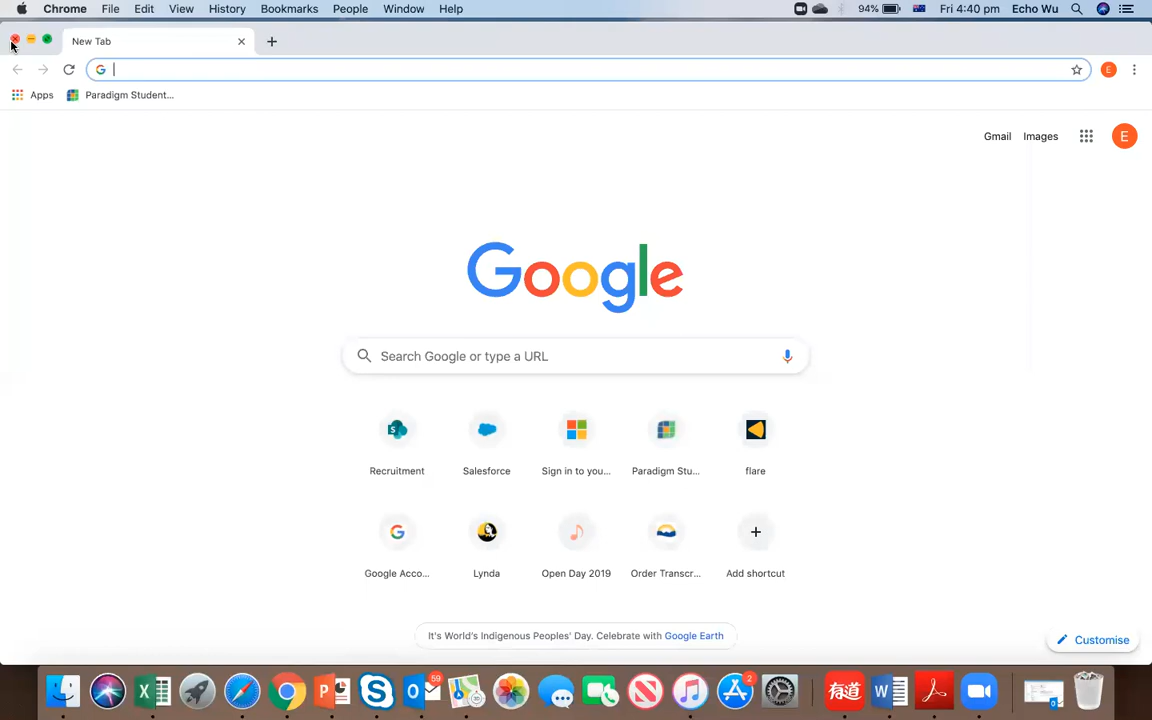 Chrome File Edit View History Bookmarks People Window Help 94% Fri 4:40 pm Echo Wu
New Tab
Apps Paradigm Student...
Gmail Images E
Google
Search Google or type a URL
Recruitment Salesforce Sign in to you... Paradigm Stu... flare
Google Acco... Lynda Open Day 2019 Order Transcr... Add shortcut
It's World's Indigenous Peoples' Day. Celebrate with Google Earth
Customise
59
2
有道